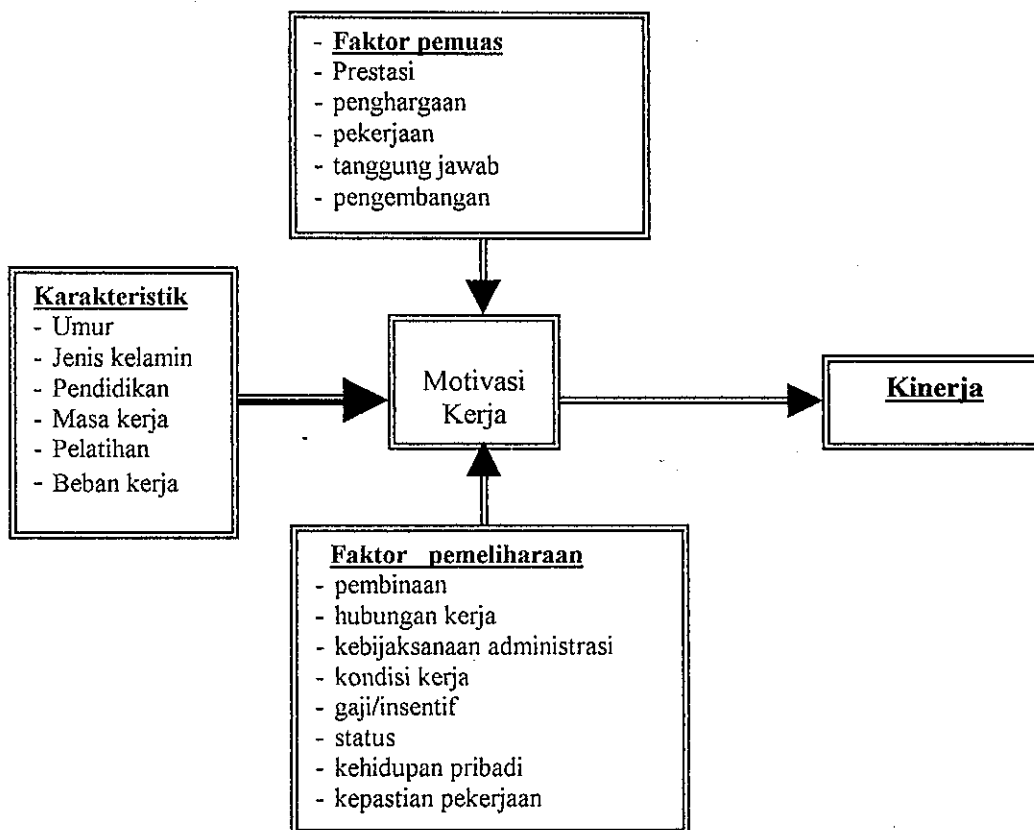 - Faktor pemuas
- Prestasi
- penghargaan
- pekerjaan
- tanggung jawab
- pengembangan
Karakteristik
- Umur
- Jenis kelamin
- Pendidikan
- Masa kerja
- Pelatihan
- Beban kerja
Motivasi
Kerja
Kinerja
Faktor pemeliharaan
- pembinaan
- hubungan kerja
- kebijaksanaan administrasi
- kondisi kerja
- gaji/insentif
- status
- kehidupan pribadi
- kepastian pekerjaan